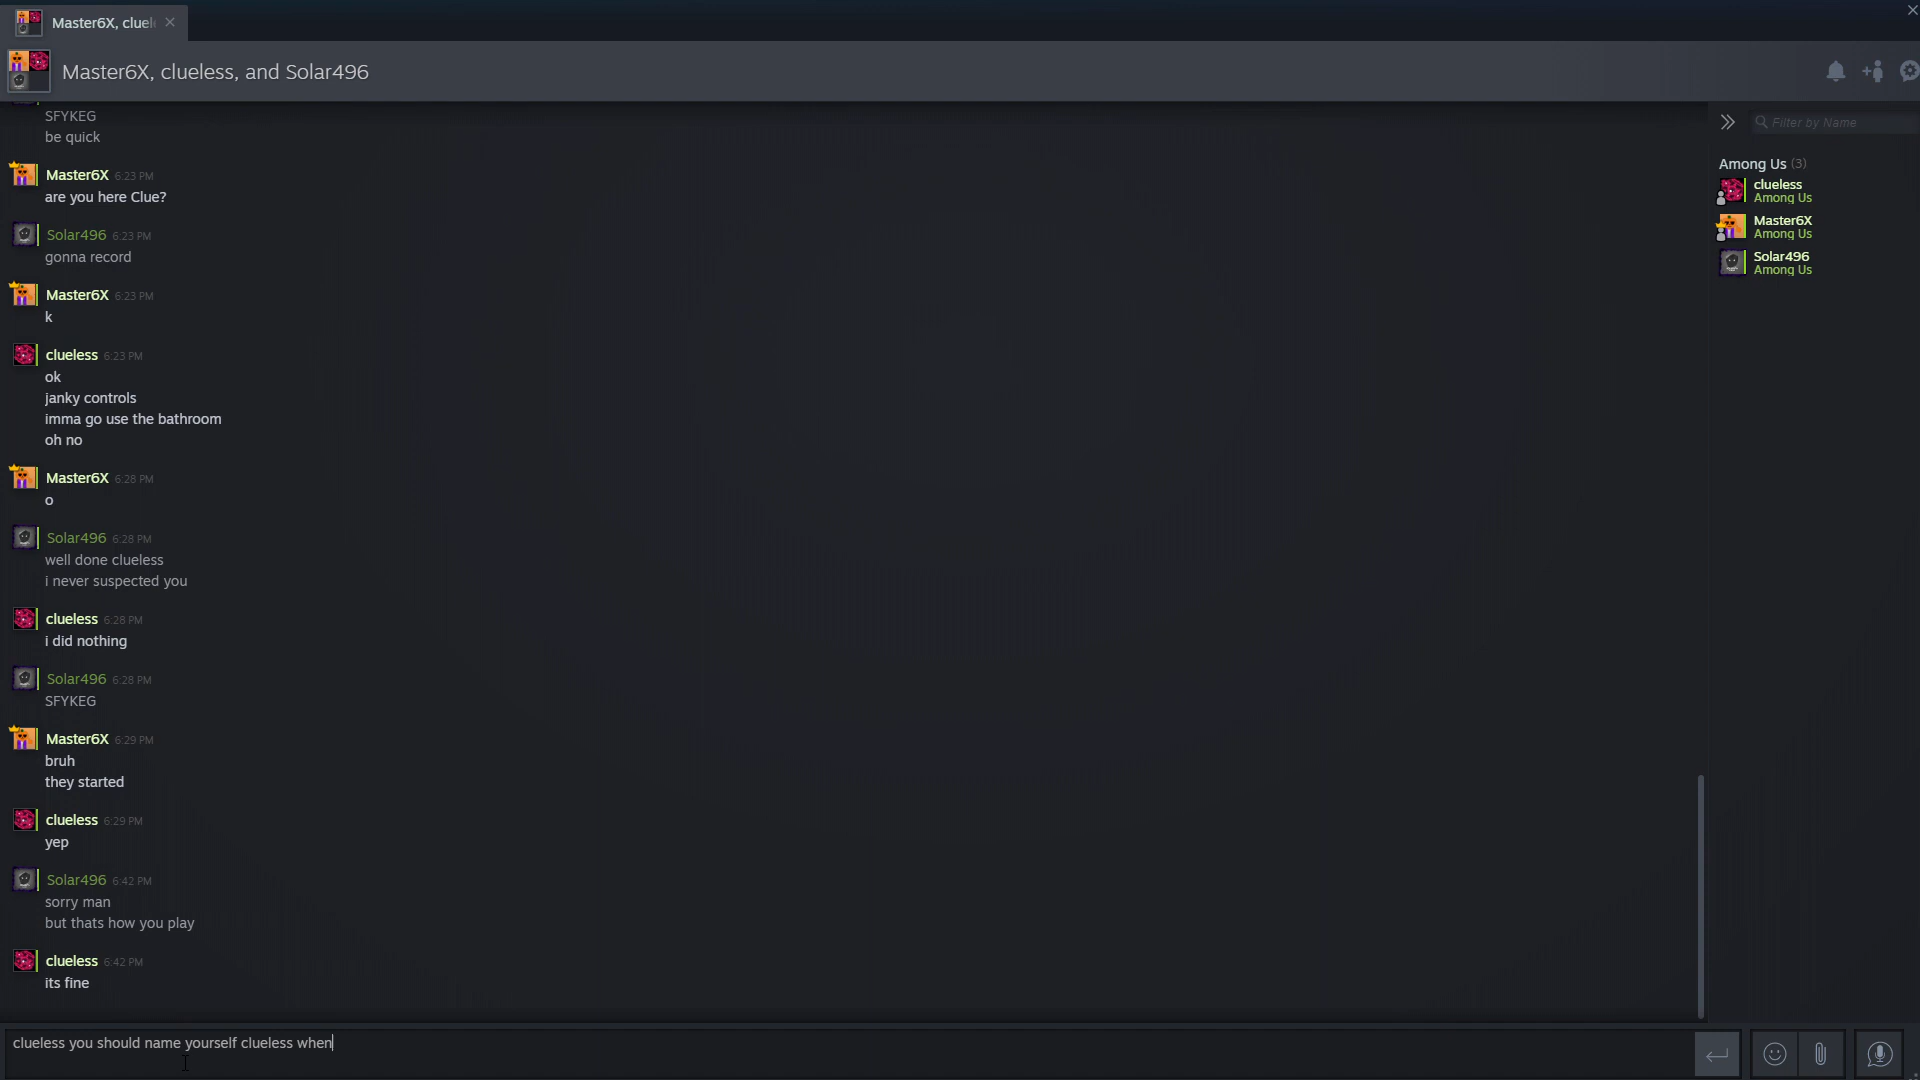 Master6X, cluel
Master6X, clueless, and Solar496
SFYKEG
be quick
Master6X 6:23 PM
are you here Clue?
Solar496 6:23 PM
gonna record
Master6X 6:23 PM
k
clueless 6:23 PM
ok
janky controls
imma go use the bathroom
oh no
Master6X 6:28 PM
o
Solar496 6:28 PM
well done clueless
i never suspected you
clueless 6:28 PM
i did nothing
Solar496 6:28 PM
SFYKEG
Master6X 6:29 PM
bruh
they started
clueless 6:29 PM
yep
Solar496 6:42 PM
sorry man
but thats how you play
clueless 6:42 PM
its fine
clueless you should name yourself clueless when
Filter by Name
Among Us (3)
clueless
Among Us
Master6X
Among Us
Solar496
Among Us